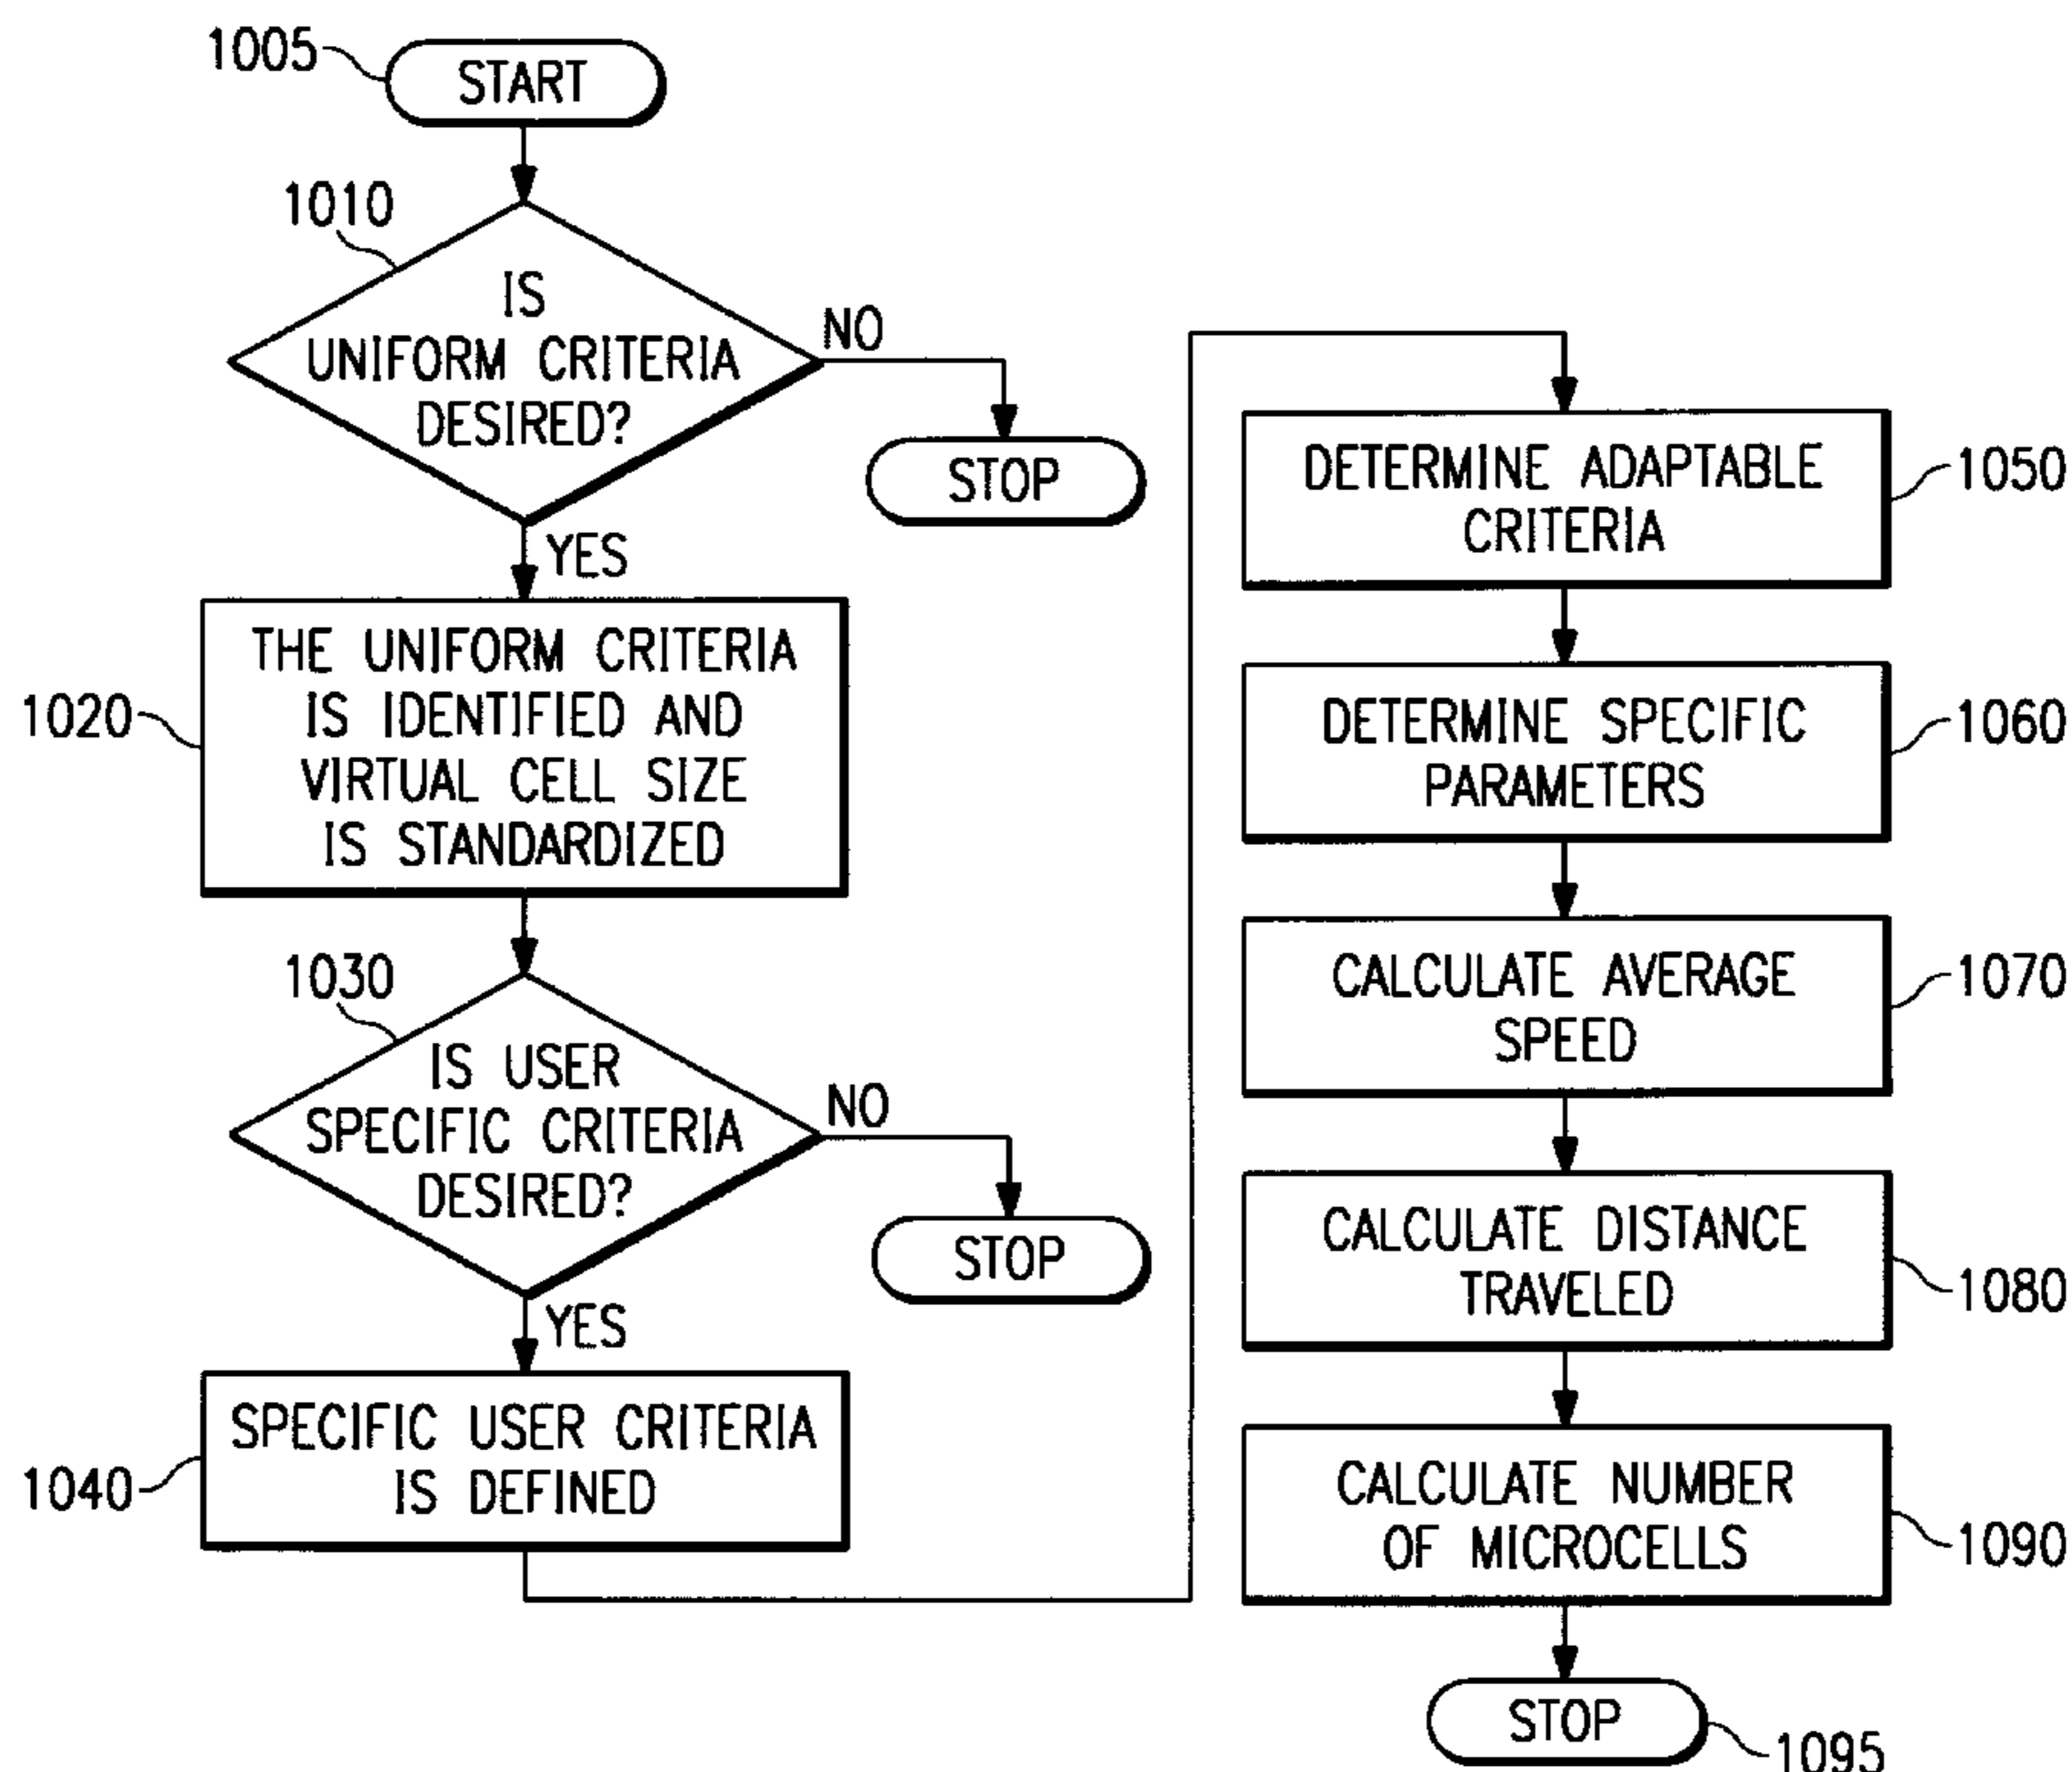 1005
START
1010
IS
UNIFORM CRITERIA
DESIRED?
NO
STOP
YES
1020
THE UNIFORM CRITERIA
IS IDENTIFIED AND
VIRTUAL CELL SIZE
IS STANDARDIZED
1030
IS USER
SPECIFIC CRITERIA
DESIRED?
NO
STOP
YES
1040
SPECIFIC USER CRITERIA
IS DEFINED
DETERMINE ADAPTABLE
CRITERIA
1050
DETERMINE SPECIFIC
PARAMETERS
1060
CALCULATE AVERAGE
SPEED
1070
CALCULATE DISTANCE
TRAVELED
1080
CALCULATE NUMBER
OF MICROCELLS
1090
STOP
1095